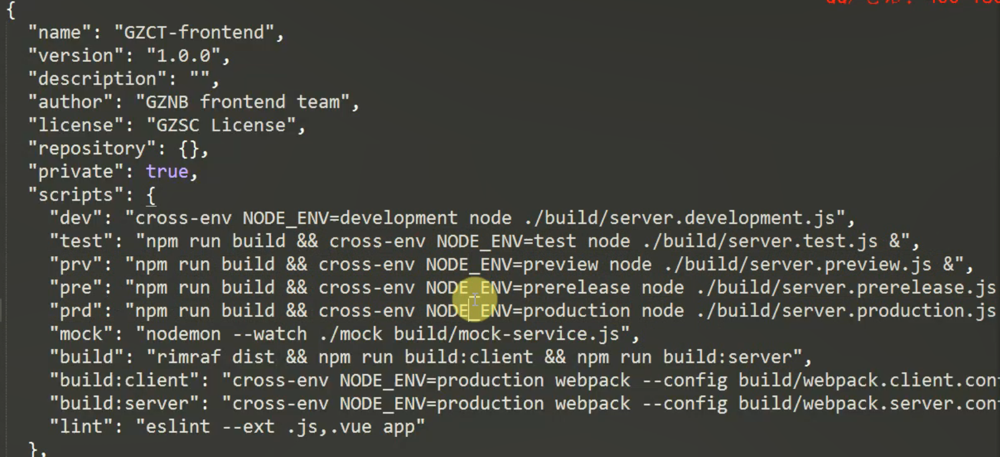 {
"name": "GZCT-frontend",
"version": "1.0.0",
"description": "",
"author": "GZNB frontend team",
"license": "GZSC License",
"repository": {},
"private": true,
"scripts": {
"dev": "cross-env NODE_ENV=development node ./build/server.development.js",
"test": "npm run build && cross-env NODE_ENV=test node ./build/server.test.js &",
"prv": "npm run build && cross-env NODE_ENV=preview node ./build/server.preview.js &",
"pre": "npm run build && cross-env NODE_ENV=prerelease node ./build/server.prerelease.js
"prd": "npm run build && cross-env NODE_ENV=production node ./build/server.production.js
"mock": "nodemon --watch ./mock build/mock-service.js",
"build": "rimraf dist && npm run build:client && npm run build:server",
"build:client": "cross-env NODE_ENV=production webpack --config build/webpack.client.con
"build:server": "cross-env NODE_ENV=production webpack --config build/webpack.server.con
"lint": "eslint --ext .js,.vue app"
},